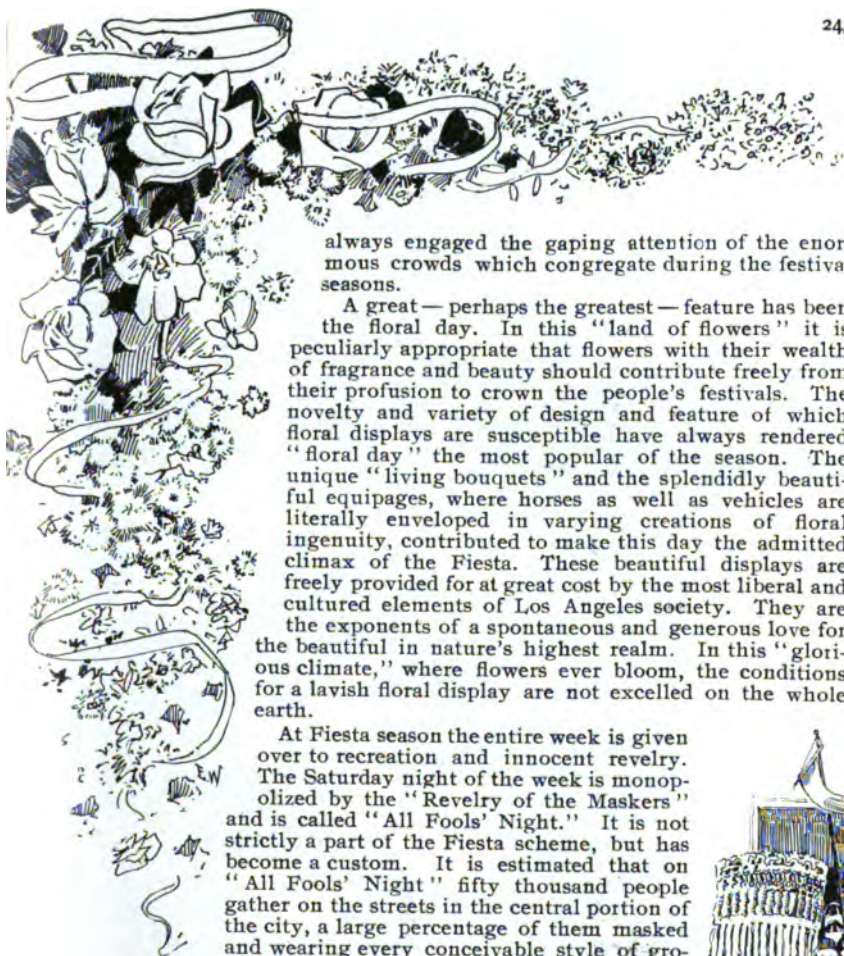 24
always engaged the gaping attention of the enor
mous crowds which congregate during the festiva
seasons.
A great — perhaps the greatest — feature has been
the floral day. In this "land of flowers" it is
peculiarly appropriate that flowers with their wealth
of fragrance and beauty should contribute freely from
their profusion to crown the people's festivals. The
novelty and variety of design and feature of which
floral displays are susceptible have always rendered
"floral day" the most popular of the season. The
unique "living bouquets" and the splendidly beauti-
ful equipages, where horses as well as vehicles are
literally enveloped in varying creations of floral
ingenuity, contributed to make this day the admitted
climax of the Fiesta. These beautiful displays are
freely provided for at great cost by the most liberal and
cultured elements of Los Angeles society. They are
the exponents of a spontaneous and generous love for
the beautiful in nature's highest realm. In this "glori-
ous climate," where flowers ever bloom, the conditions
for a lavish floral display are not excelled on the whole
earth.
At Fiesta season the entire week is given
over to recreation and innocent revelry.
The Saturday night of the week is monop-
olized by the "Revelry of the Maskers"
and is called "All Fools' Night." It is not
strictly a part of the Fiesta scheme, but has
become a custom. It is estimated that on
"All Fools' Night" fifty thousand people
gather on the streets in the central portion of
the city, a large percentage of them masked
and wearing every conceivable style of gro-
E.W